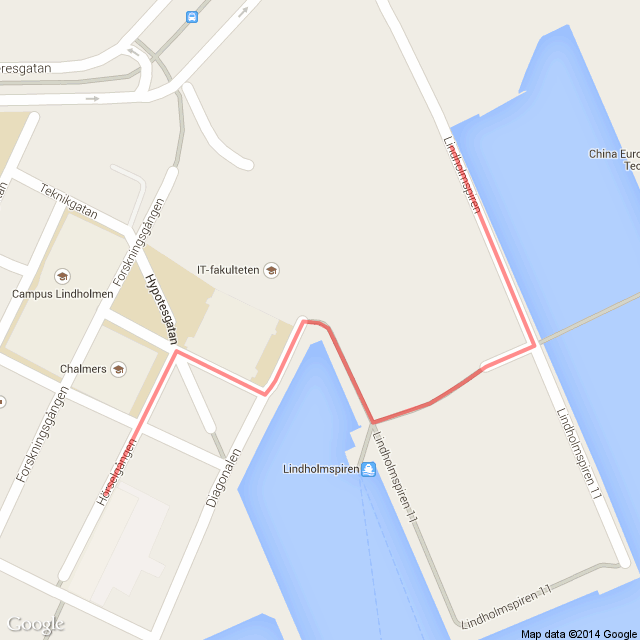 eresgatan
Lindholmspiren
China Euro
Tec
Teknikgatan
Forskningsgången
IT-fakulteten
Campus Lindholmen
Hypotesgatan
Chalmers
Forskningsgången
Hörselgången
Diagonalen
Lindholmspiren
Lindholmspiren 11
Lindholmspiren 11
Lindholmspiren 11
Google
Map data ©2014 Google